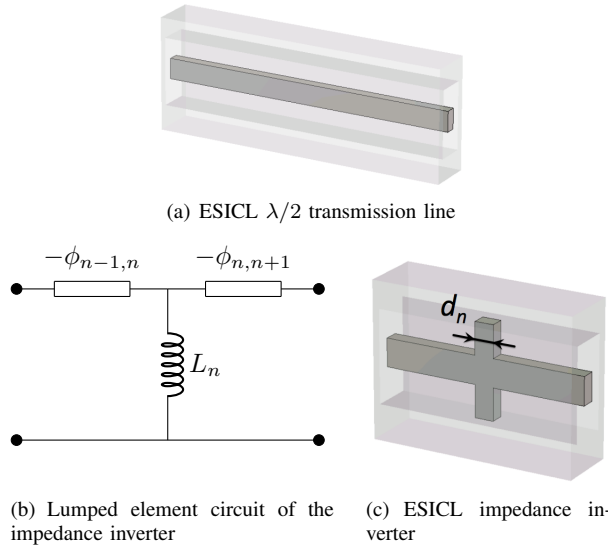 (a) ESICL λ/2 transmission line
−ϕn−1,n
−ϕn,n+1
Ln
dn
(b) Lumped element circuit of the
impedance inverter
(c) ESICL impedance in-
verter